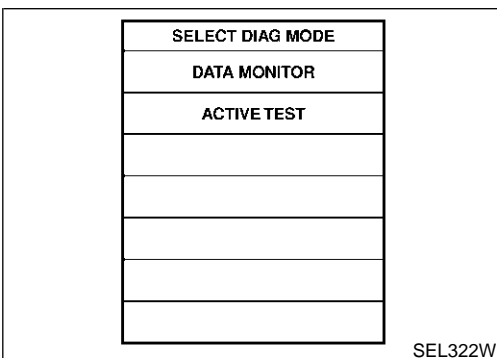 SELECT DIAG MODE
DATA MONITOR
ACTIVE TEST
SEL322W